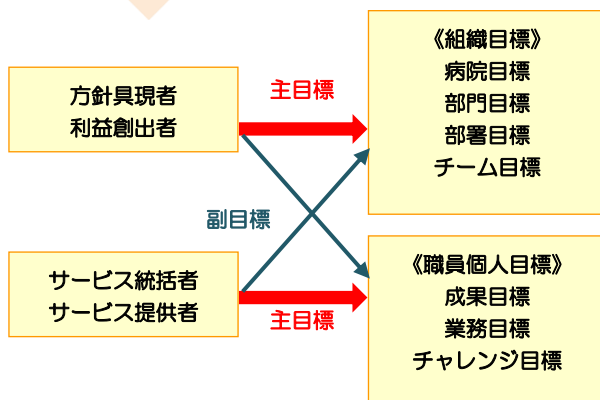 方針具現者
利益創出者
主目標
《組織目標》
病院目標
部門目標
部署目標
チーム目標
副目標
サービス統括者
サービス提供者
主目標
《職員個人目標》
成果目標
業務目標
チャレンジ目標